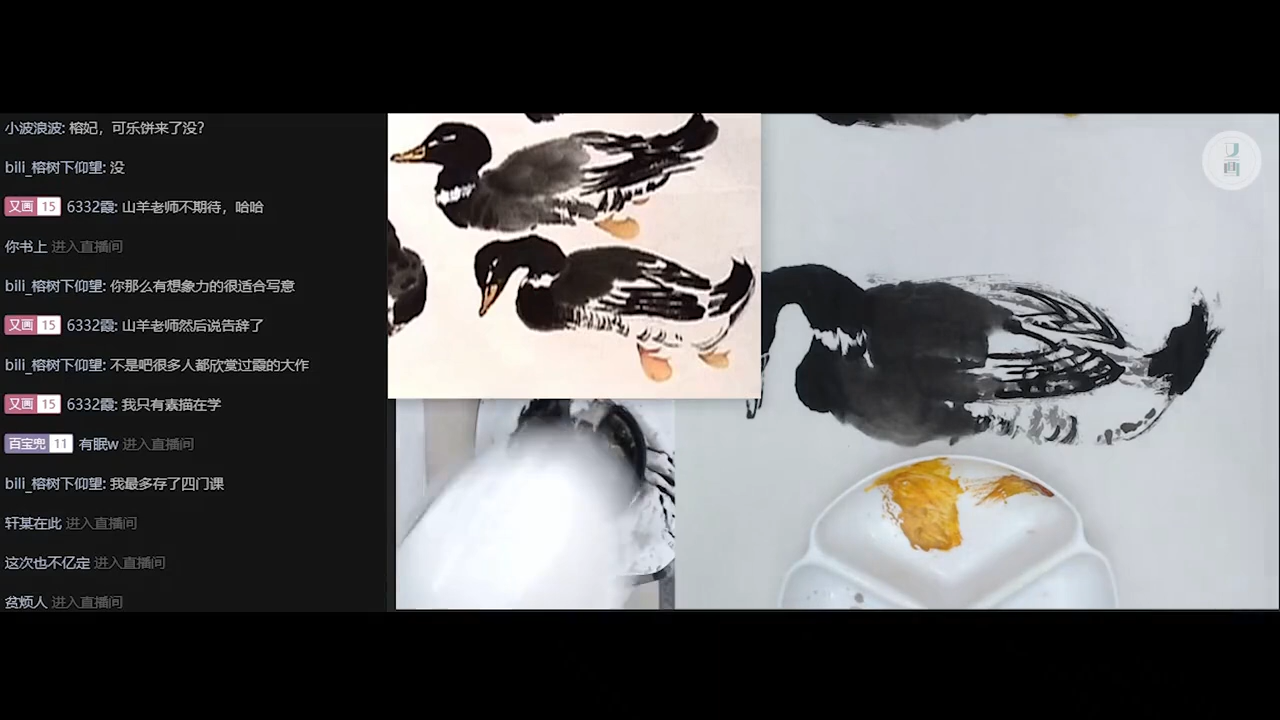 小波浪波: 榕妃，可乐饼来了没?
bili_榕树下仰望: 没
又画 15 6332霞: 山羊老师不期待，哈哈
你书上 进入直播间
bili_榕树下仰望: 你那么有想象力的很适合写意
又画 15 6332霞: 山羊老师然后说告辞了
bili_榕树下仰望: 不是吧很多人都欣赏过霞的大作
又画 15 6332霞: 我只有素描在学
百宝兜 11 有眠w 进入直播间
bili_榕树下仰望: 我最多存了四门课
轩某在此 进入直播间
这次也不亿定 进入直播间
贫烦人 进入直播间
又画